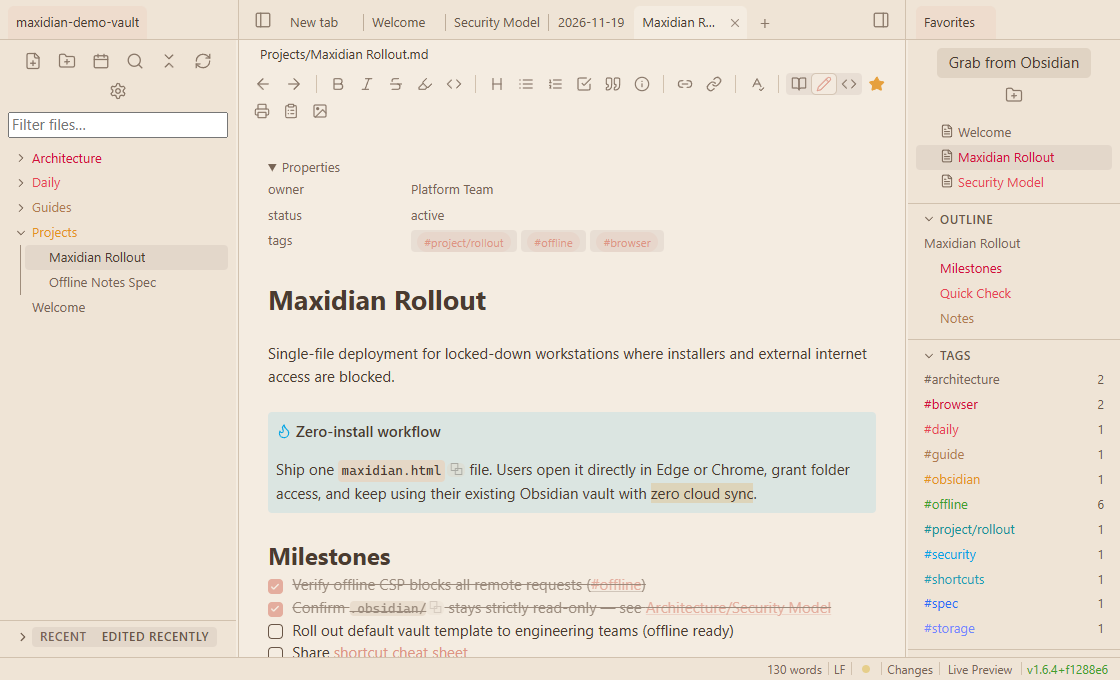 maxidian-demo-vault
New tab
Welcome
Security Model
2026-11-19
Maxidian R...
Favorites
Projects/Maxidian Rollout.md
Grab from Obsidian
Filter files...
Architecture
Daily
Guides
Projects
Maxidian Rollout
Offline Notes Spec
Welcome
Properties
owner Platform Team
status active
tags #project/rollout #offline #browser
Maxidian Rollout
Single-file deployment for locked-down workstations where installers and external internet
access are blocked.
Zero-install workflow
Ship one maxidian.html file. Users open it directly in Edge or Chrome, grant folder
access, and keep using their existing Obsidian vault with zero cloud sync.
Milestones
Verify offline CSP blocks all remote requests (#offline)
Confirm .obsidian/ stays strictly read-only — see Architecture/Security Model
Roll out default vault template to engineering teams (offline ready)
Share shortcut cheat sheet
Welcome
Maxidian Rollout
Security Model
OUTLINE
Maxidian Rollout
Milestones
Quick Check
Notes
TAGS
#architecture 2
#browser 2
#daily 1
#guide 1
#obsidian 1
#offline 6
#project/rollout 1
#security 1
#shortcuts 1
#spec 1
#storage 1
RECENT EDITED RECENTLY
130 words LF Changes Live Preview v1.6.4+f1288e6